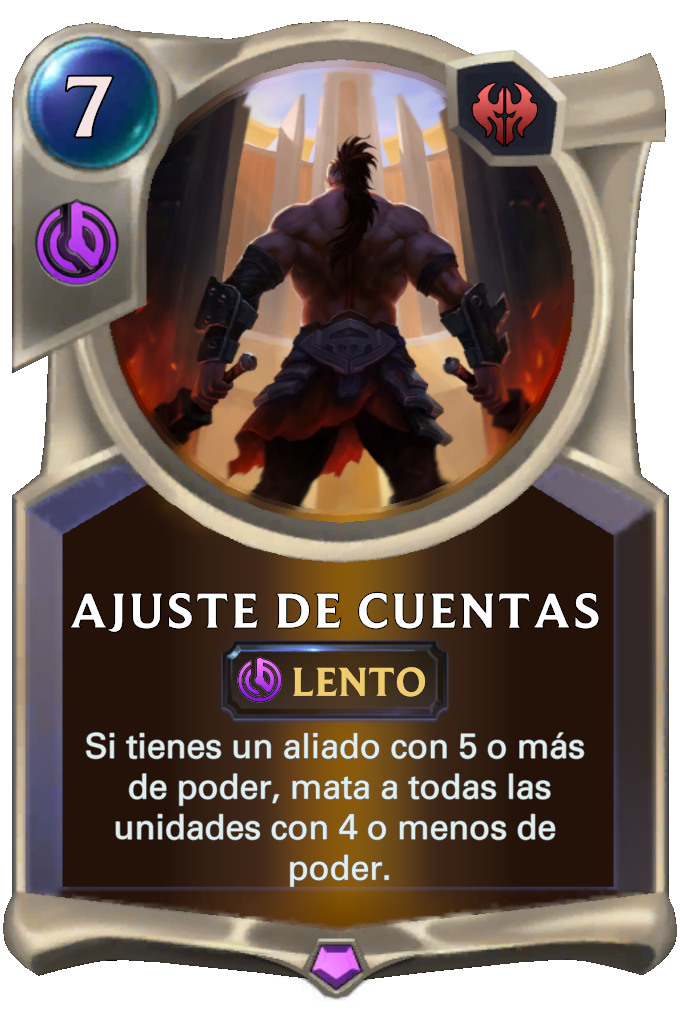 7
AJUSTE DE CUENTAS
LENTO
Si tienes un aliado con 5 o más
de poder, mata a todas las
unidades con 4 o menos de
poder.